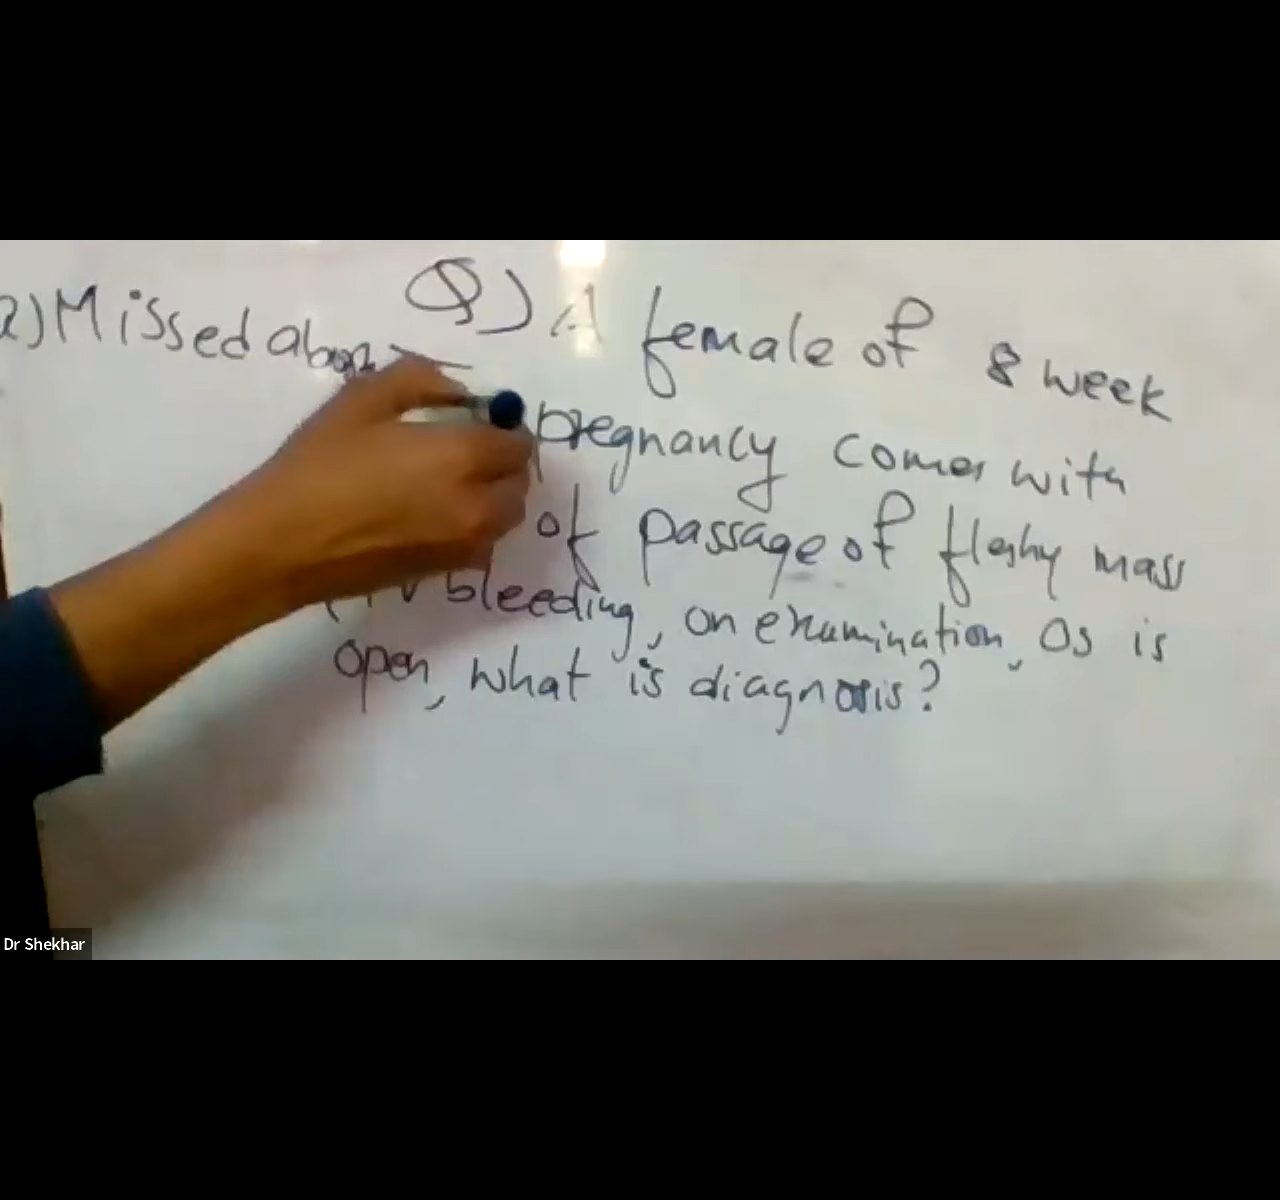 Q) A female of 8 week
2) Missed abor
pregnancy comes with
of passage of fleshy mass
bleeding, on examination, Os is
open, what is diagnosis?
Dr Shekhar